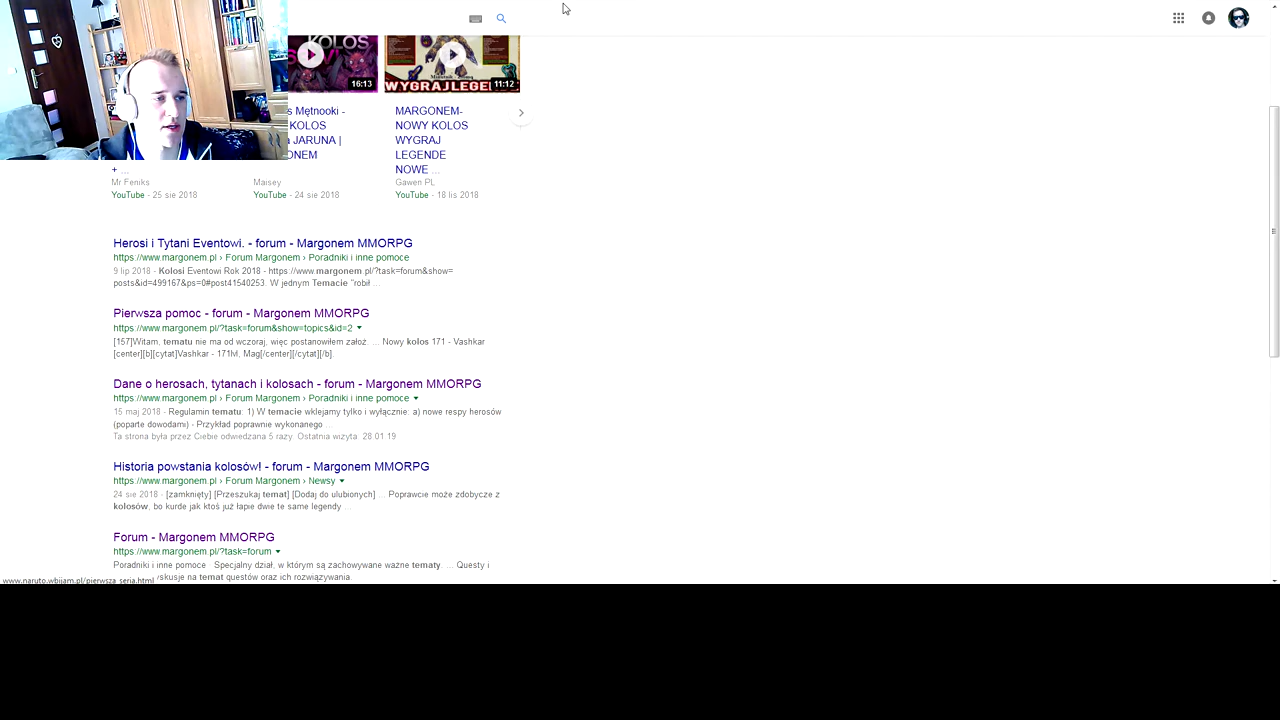 KOLOS
16:13
WYGRAJ LEGE
11:12
s Mętnooki -
KOLOS
JARUNA |
ONEM
+ ...
Mr Feniks
YouTube - 25 sie 2018
Maisey
YouTube - 24 sie 2018
MARGONEM-
NOWY KOLOS
WYGRAJ
LEGENDE
NOWE ...
Gawen PL
YouTube - 18 lis 2018
Herosi i Tytani Eventowi. - forum - Margonem MMORPG
https://www.margonem.pl › Forum Margonem › Poradniki i inne pomoce
9 lip 2018 - Kolosi Eventowi Rok 2018 - https://www.margonem.pl/?task=forum&show=
posts&id=499167&ps=0#post41540253. W jednym Temacie "robił ...
Pierwsza pomoc - forum - Margonem MMORPG
https://www.margonem.pl/?task=forum&show=topics&id=2
[157]Witam, tematu nie ma od wczoraj, więc postanowiłem założ. ... Nowy kolos 171 - Vashkar
[center][b][cytat]Vashkar - 171lvl, Mag[/center][/cytat][/b].
Dane o herosach, tytanach i kolosach - forum - Margonem MMORPG
https://www.margonem.pl › Forum Margonem › Poradniki i inne pomoce
15 maj 2018 - Regulamin tematu: 1) W temacie wklejamy tylko i wyłącznie: a) nowe respy herosów
(poparte dowodami) - Przykład poprawnie wykonanego ...
Ta strona była przez Ciebie odwiedzana 5 razy. Ostatnia wizyta: 28.01.19
Historia powstania kolosów! - forum - Margonem MMORPG
https://www.margonem.pl › Forum Margonem › Newsy
24 sie 2018 - [zamknięty] [Przeszukaj temat] [Dodaj do ulubionych] ... Poprawcie może zdobycze z
kolosów, bo kurde jak ktoś już łapie dwie te same legendy ...
Forum - Margonem MMORPG
https://www.margonem.pl/?task=forum
Poradniki i inne pomoce · Specjalny dział, w którym są zachowywane ważne tematy. ... Questy i
yskusje na temat questów oraz ich rozwiązywania.
www.naruto.wbijam.pl/pierwsza_seria.html